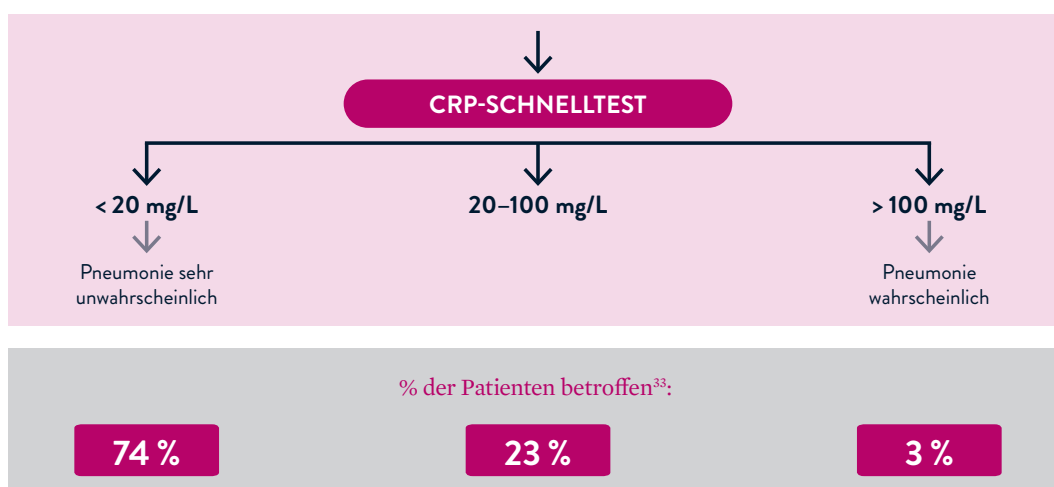 CRP-SCHNELLTEST
< 20 mg/L
20–100 mg/L
> 100 mg/L
Pneumonie sehr
unwahrscheinlich
Pneumonie
wahrscheinlich
% der Patienten betroffen³³:
74 %
23 %
3 %